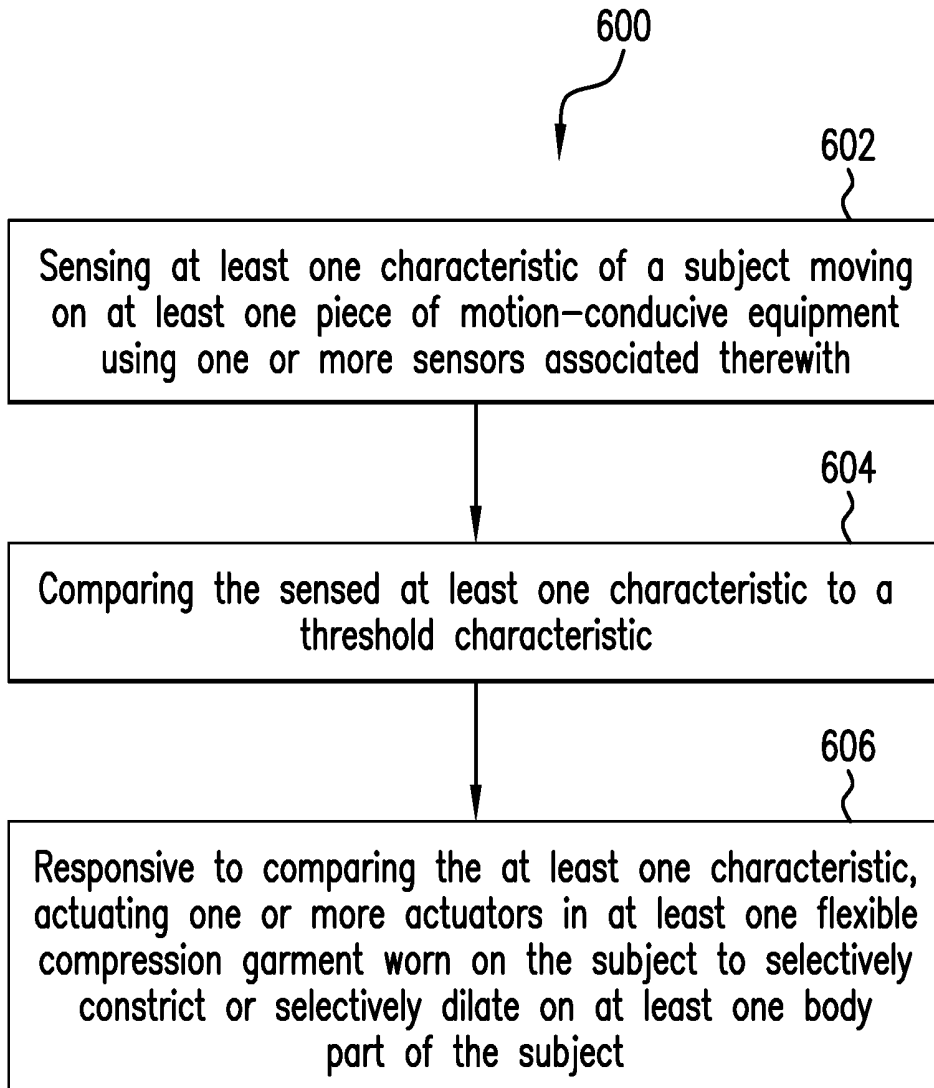 600
602
Sensing at least one characteristic of a subject moving
on at least one piece of motion-conducive equipment
using one or more sensors associated therewith
604
Comparing the sensed at least one characteristic to a
threshold characteristic
606
Responsive to comparing the at least one characteristic,
actuating one or more actuators in at least one flexible
compression garment worn on the subject to selectively
constrict or selectively dilate on at least one body
part of the subject